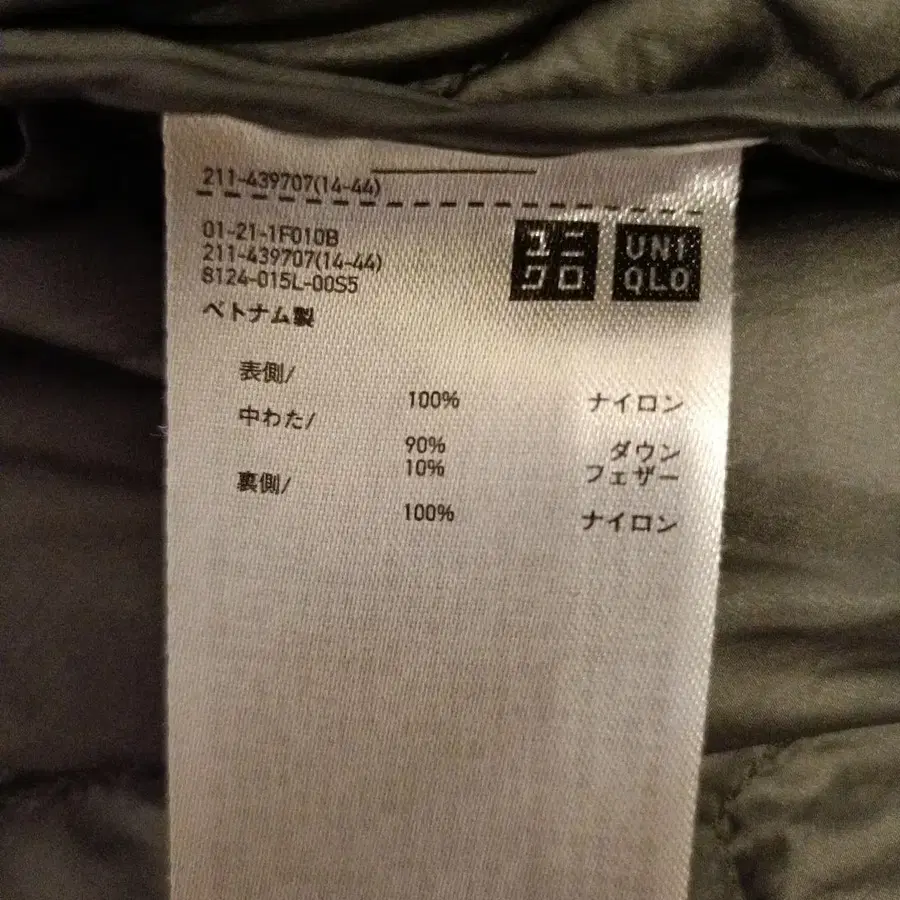 211-439707(14-44)
01-21-1F010B
211-439707(14-44)
8124-015L-00S5
ユニ
クロ
UNI
QLO
ベトナム製
表側/
100% ナイロン
中わた/
90% ダウン
10% フェザー
裏側/
100% ナイロン